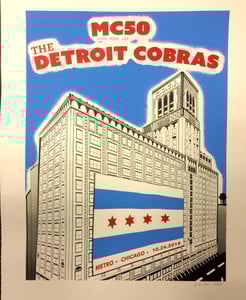 MC50
THE
DETROIT COBRAS
METRO • CHICAGO • 10.24.2018